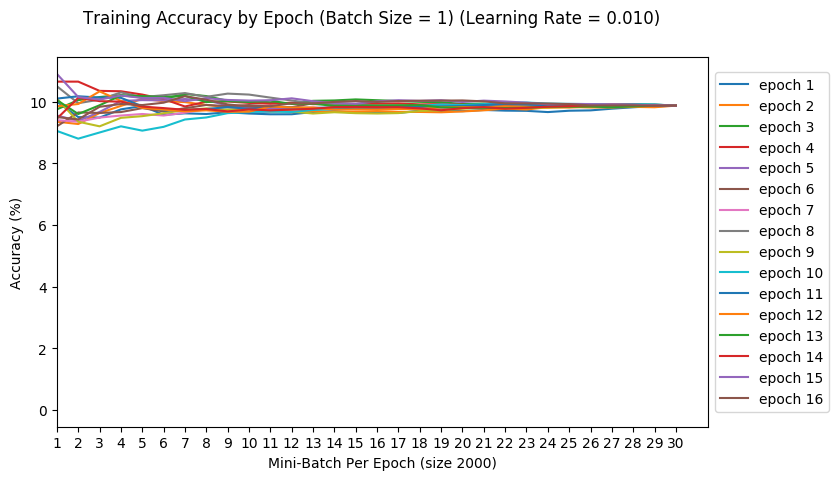 Training Accuracy by Epoch (Batch Size = 1) (Learning Rate = 0.010)
Accuracy (%)
10
8
6
4
2
0
1 2 3 4 5 6 7 8 9 10 11 12 13 14 15 16 17 18 19 20 21 22 23 24 25 26 27 28 29 30
Mini-Batch Per Epoch (size 2000)
epoch 1
epoch 2
epoch 3
epoch 4
epoch 5
epoch 6
epoch 7
epoch 8
epoch 9
epoch 10
epoch 11
epoch 12
epoch 13
epoch 14
epoch 15
epoch 16